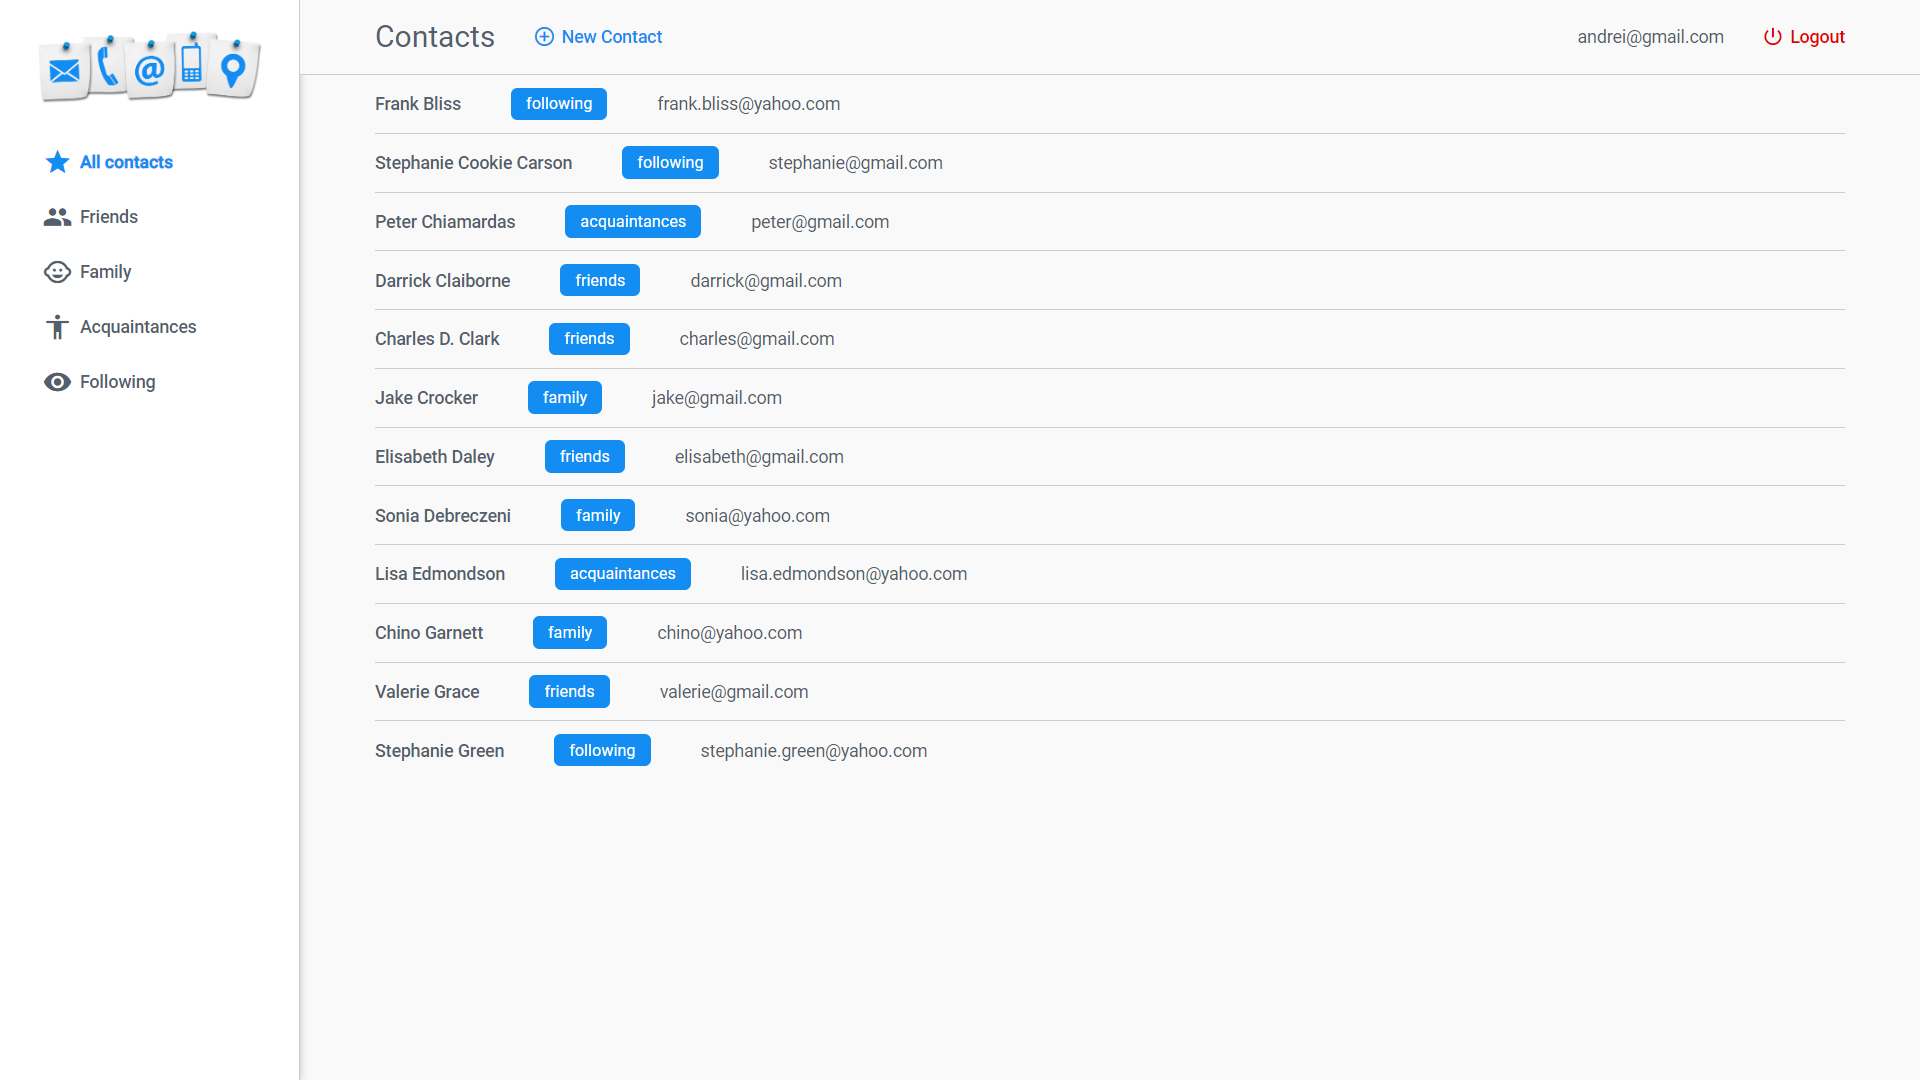 Contacts New Contact andrei@gmail.com Logout
All contacts
Friends
Family
Acquaintances
Following
Frank Bliss following frank.bliss@yahoo.com
Stephanie Cookie Carson following stephanie@gmail.com
Peter Chiamardas acquaintances peter@gmail.com
Darrick Claiborne friends darrick@gmail.com
Charles D. Clark friends charles@gmail.com
Jake Crocker family jake@gmail.com
Elisabeth Daley friends elisabeth@gmail.com
Sonia Debreczeni family sonia@yahoo.com
Lisa Edmondson acquaintances lisa.edmondson@yahoo.com
Chino Garnett family chino@yahoo.com
Valerie Grace friends valerie@gmail.com
Stephanie Green following stephanie.green@yahoo.com